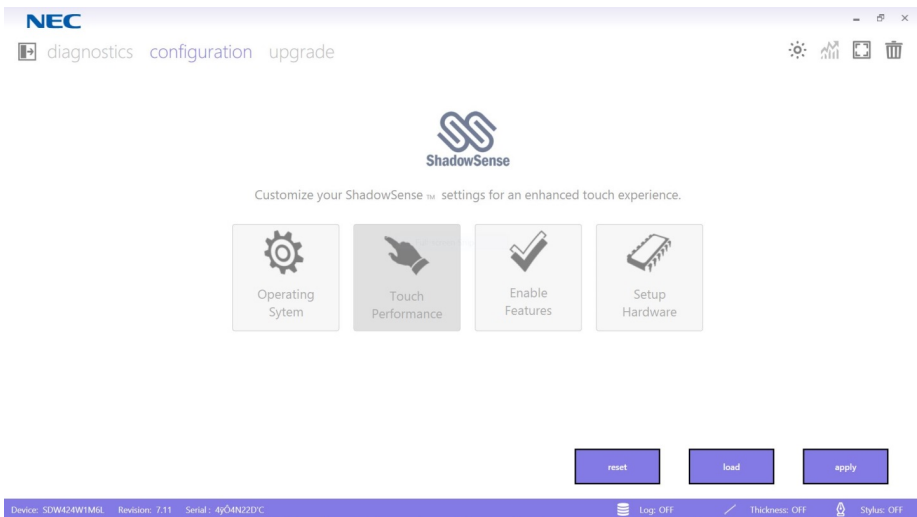 NEC
diagnostics configuration upgrade
ShadowSense
Customize your ShadowSense ™ settings for an enhanced touch experience.
Operating
Sytem
Touch
Performance
Enable
Features
Setup
Hardware
reset load apply
Device: SDW424W1M6L Revision: 7.11 Serial : 4ÿÔ4N22D'C Log: OFF Thickness: OFF Stylus: OFF